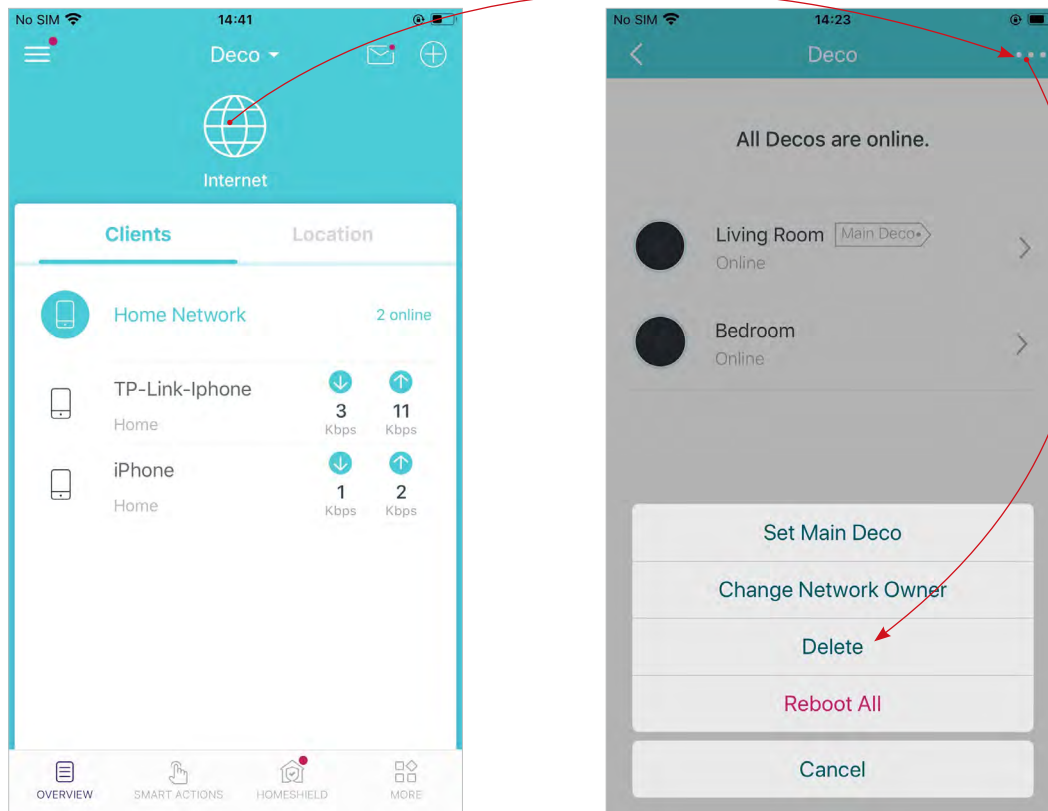 No SIM 14:41
Deco
Internet
Clients Location
Home Network 2 online
TP-Link-Iphone 3 11
Home Kbps Kbps
iPhone 1 2
Home Kbps Kbps
OVERVIEW SMART ACTIONS HOMESHIELD MORE
No SIM 14:23
Deco
All Decos are online.
Living Room Main Deco
Online
Bedroom
Online
Set Main Deco
Change Network Owner
Delete
Reboot All
Cancel